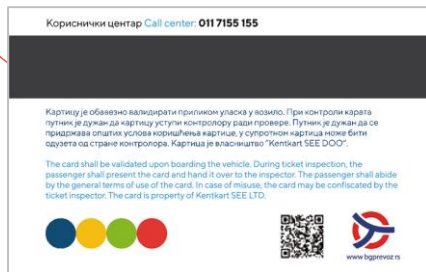 Кориснички центар Call center: 011 7155 155
Картицу је обавезно валидирати приликом уласка у возило. При контроли карата
путник је дужан да картицу уступи контролору ради провере. Путник је дужан да се
придржава општих услова коришћења картице, у супротном картица може бити
одузета од стране контролора. Картица је власништво "Kentkart SEE DOO".
The card shall be validated upon boarding the vehicle. During ticket inspection, the
passenger shall present the card and hand it over to the inspector. The passenger shall abide
by the general terms of use of the card. In case of misuse, the card may be confiscated by the
ticket inspector. The card is property of Kentkart SEE LTD.
www.bgprevoz.rs